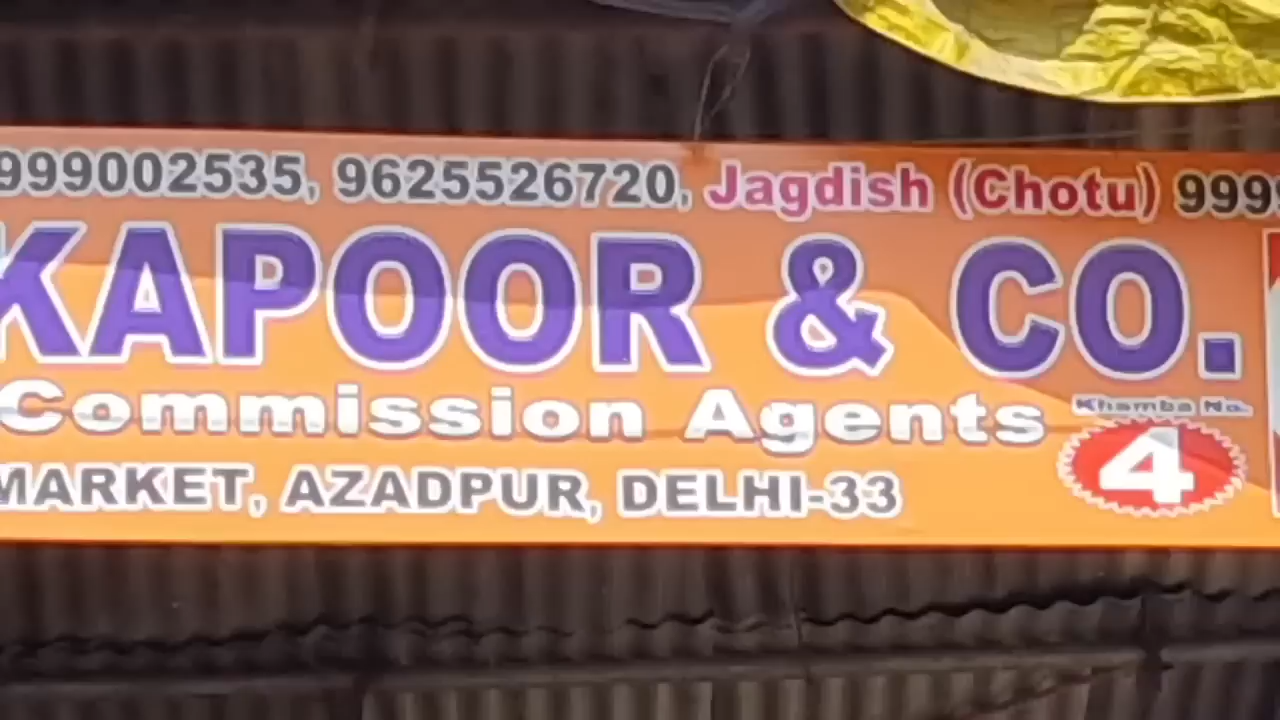 999002535, 9625526720, Jagdish (Chotu) 999
KAPOOR & CO.
Commission Agents
Khamba No.
4
MARKET, AZADPUR, DELHI-33